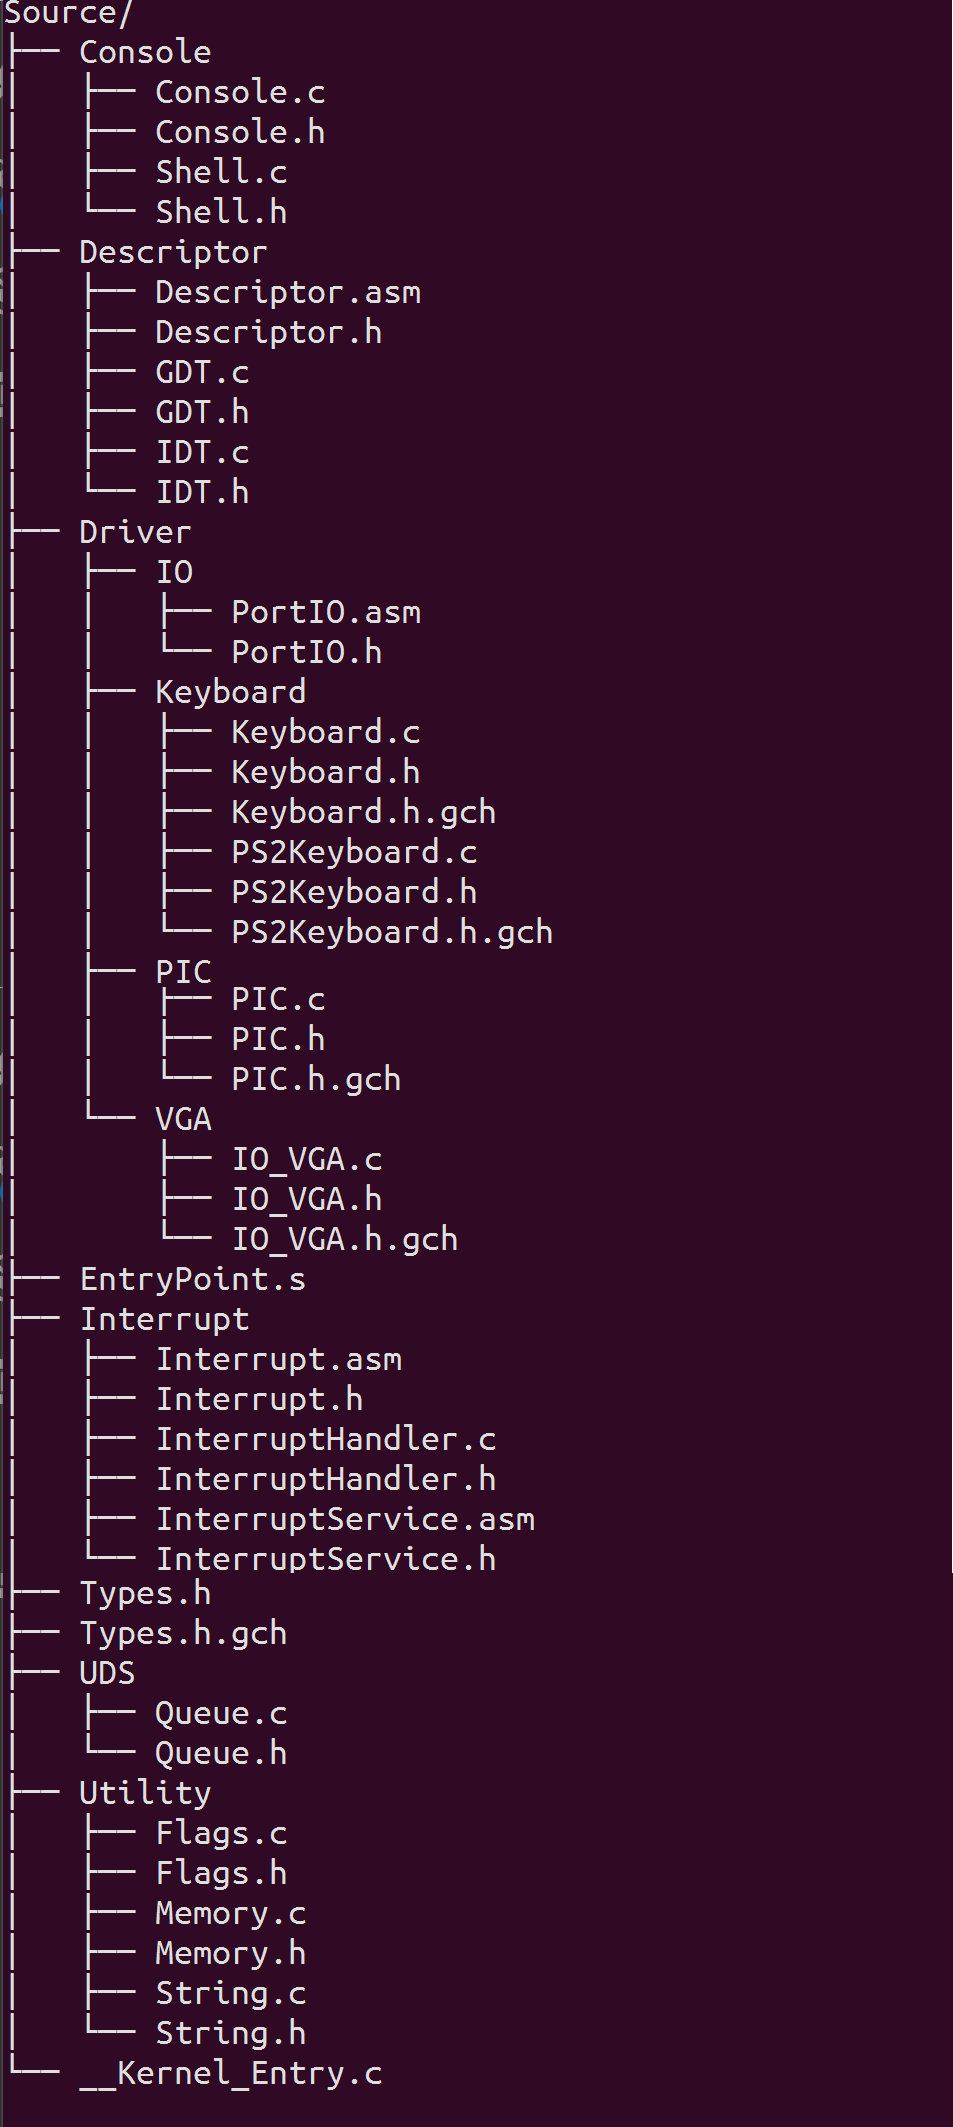 Source/
├── Console
│   ├── Console.c
│   ├── Console.h
│   ├── Shell.c
│   └── Shell.h
├── Descriptor
│   ├── Descriptor.asm
│   ├── Descriptor.h
│   ├── GDT.c
│   ├── GDT.h
│   ├── IDT.c
│   └── IDT.h
├── Driver
│   ├── IO
│   │   ├── PortIO.asm
│   │   └── PortIO.h
│   ├── Keyboard
│   │   ├── Keyboard.c
│   │   ├── Keyboard.h
│   │   ├── Keyboard.h.gch
│   │   ├── PS2Keyboard.c
│   │   ├── PS2Keyboard.h
│   │   └── PS2Keyboard.h.gch
│   ├── PIC
│   │   ├── PIC.c
│   │   ├── PIC.h
│   │   └── PIC.h.gch
│   └── VGA
│       ├── IO_VGA.c
│       ├── IO_VGA.h
│       └── IO_VGA.h.gch
├── EntryPoint.s
├── Interrupt
│   ├── Interrupt.asm
│   ├── Interrupt.h
│   ├── InterruptHandler.c
│   ├── InterruptHandler.h
│   ├── InterruptService.asm
│   └── InterruptService.h
├── Types.h
├── Types.h.gch
├── UDS
│   ├── Queue.c
│   └── Queue.h
├── Utility
│   ├── Flags.c
│   ├── Flags.h
│   ├── Memory.c
│   ├── Memory.h
│   ├── String.c
│   └── String.h
└── __Kernel_Entry.c